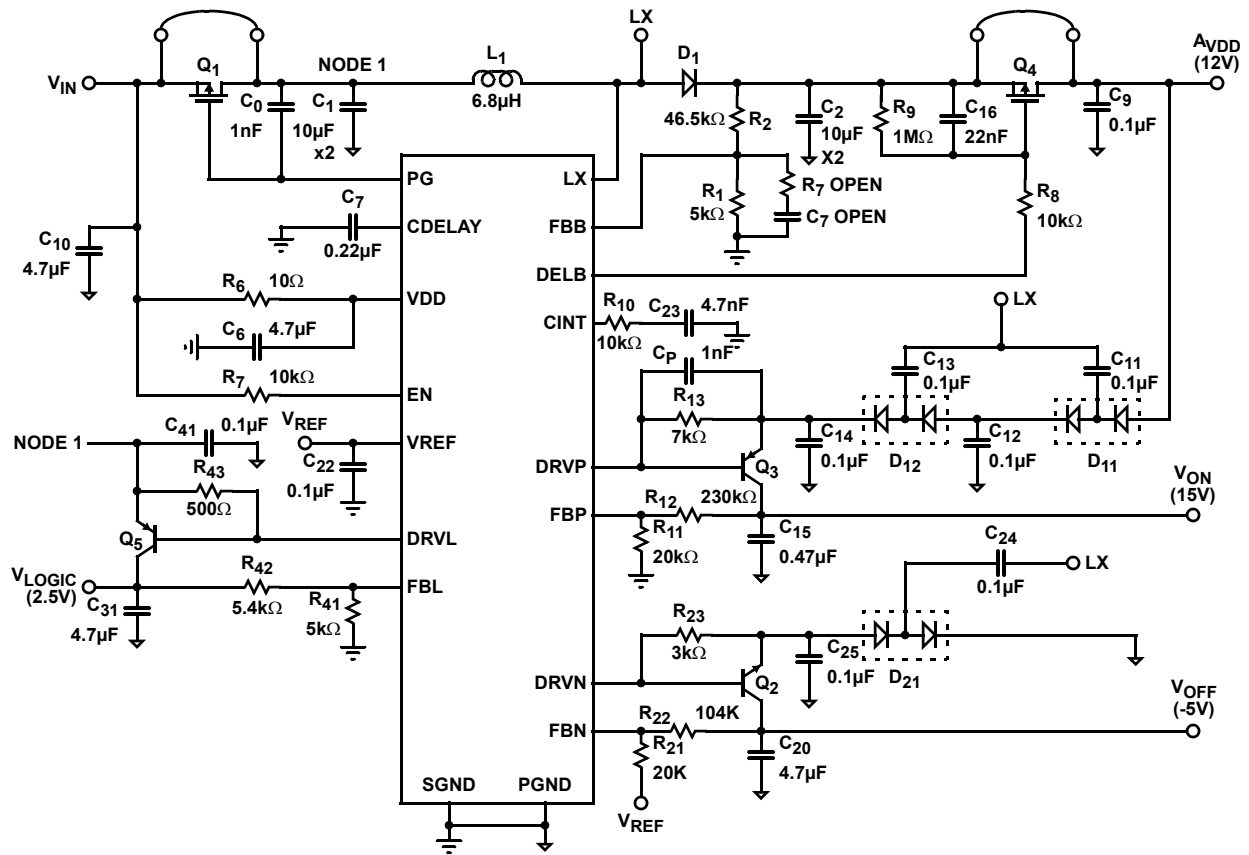 LX
VIN
Q1
NODE 1
L1
6.8µH
D1
Q4
AVDD
(12V)
C0
1nF
C1
10µF
x2
46.5kΩ
R2
C2
10µF
X2
R9
1MΩ
C16
22nF
C9
0.1µF
PG
LX
R1
5kΩ
R7 OPEN
C7 OPEN
R8
10kΩ
C7
0.22µF
CDELAY
FBB
C10
4.7µF
DELB
R6
10Ω
VDD
C6
4.7µF
CINT
R10
10kΩ
C23
4.7nF
LX
R7
10kΩ
EN
CP
1nF
C13
0.1µF
C11
0.1µF
R13
7kΩ
NODE 1
C41
0.1µF
VREF
VREF
C22
0.1µF
C14
0.1µF
D12
C12
0.1µF
D11
R43
500Ω
DRVP
Q3
Q5
DRVL
FBP
R12
230kΩ
R11
20kΩ
C15
0.47µF
VON
(15V)
VLOGIC
(2.5V)
R42
5.4kΩ
FBL
R41
5kΩ
C31
4.7µF
C24
0.1µF
LX
R23
3kΩ
C25
0.1µF
D21
DRVN
Q2
FBN
R22
104K
R21
20K
C20
4.7µF
VOFF
(-5V)
SGND
PGND
VREF